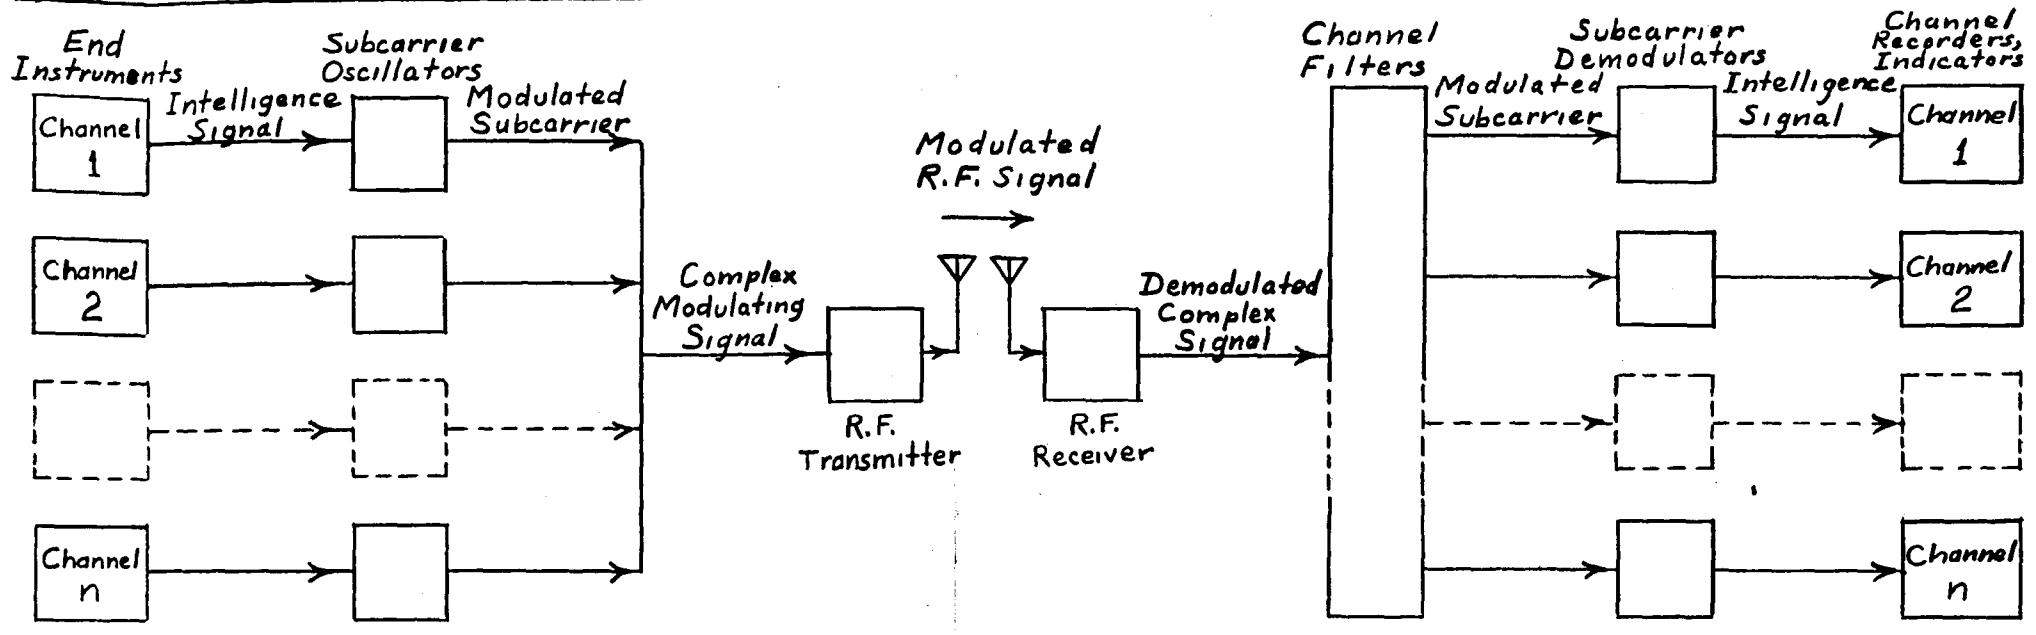 End
Instruments
Subcarrier
Oscillators
Intelligence
Signal
Modulated
Subcarrier
Channel
1
Channel
2
Channel
n
Complex
Modulating
Signal
Modulated
R.F. Signal
R.F.
Transmitter
R.F.
Receiver
Demodulated
Complex
Signal
Channel
Filters
Modulated
Subcarrier
Subcarrier
Demodulators
Intelligence
Signal
Channel
Recorders,
Indicators
Channel
1
Channel
2
Channel
n